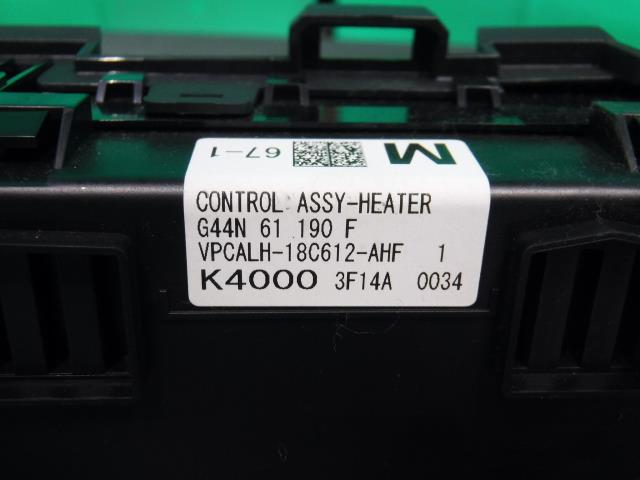 M 67-1
CONTROL ASSY-HEATER
G44N 61 190 F
VPCALH-18C612-AHF 1
K4000 3F14A 0034